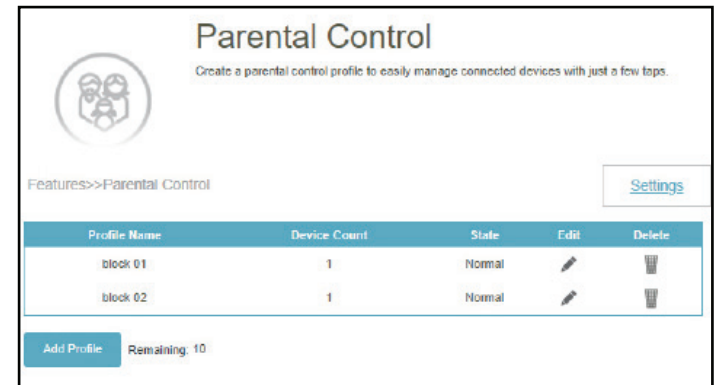 Parental Control
Create a parental control profile to easily manage connected devices with just a few taps.
Features>>Parental Control
Settings
Profile Name Device Count State Edit Delete
block 01 1 Normal
block 02 1 Normal
Add Profile Remaining: 10